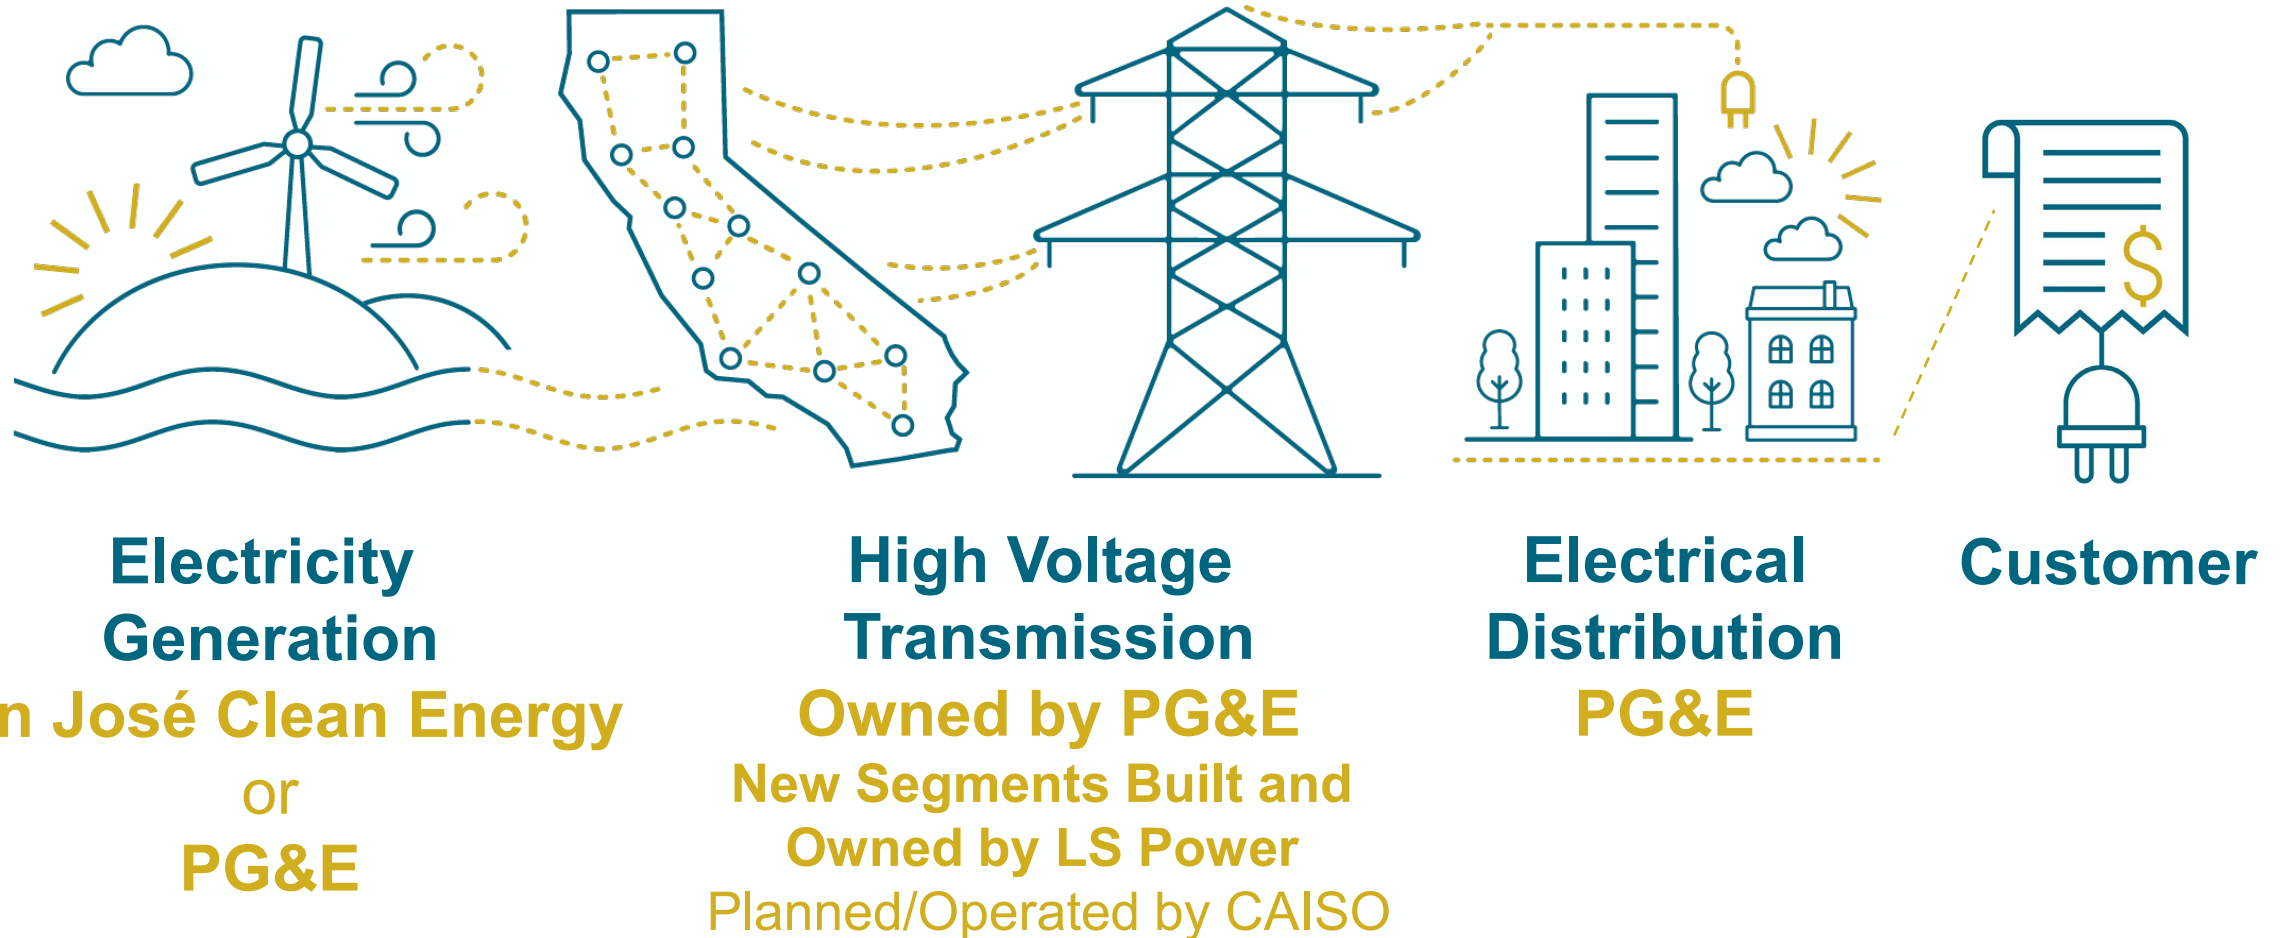 Electricity
Generation
n José Clean Energy
or
PG&E
High Voltage
Transmission
Owned by PG&E
New Segments Built and
Owned by LS Power
Planned/Operated by CAISO
Electrical
Distribution
PG&E
Customer
$